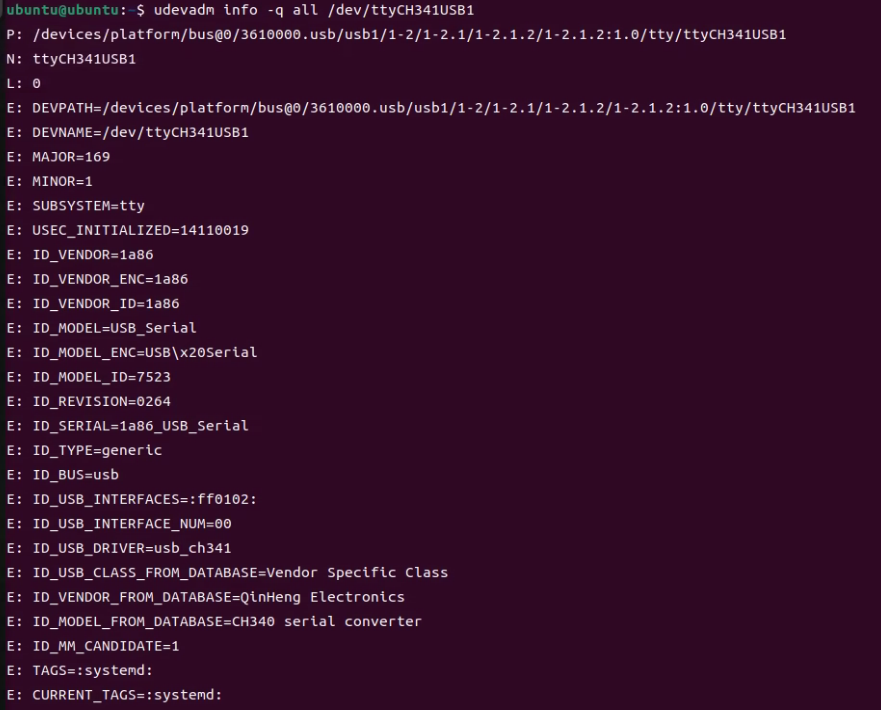 ubuntu@ubuntu:~$ udevadm info -q all /dev/ttyCH341USB1
P: /devices/platform/bus@0/3610000.usb/usb1/1-2/1-2.1/1-2.1.2/1-2.1.2:1.0/tty/ttyCH341USB1
N: ttyCH341USB1
L: 0
E: DEVPATH=/devices/platform/bus@0/3610000.usb/usb1/1-2/1-2.1/1-2.1.2/1-2.1.2:1.0/tty/ttyCH341USB1
E: DEVNAME=/dev/ttyCH341USB1
E: MAJOR=169
E: MINOR=1
E: SUBSYSTEM=tty
E: USEC_INITIALIZED=14110019
E: ID_VENDOR=1a86
E: ID_VENDOR_ENC=1a86
E: ID_VENDOR_ID=1a86
E: ID_MODEL=USB_Serial
E: ID_MODEL_ENC=USB\x20Serial
E: ID_MODEL_ID=7523
E: ID_REVISION=0264
E: ID_SERIAL=1a86_USB_Serial
E: ID_TYPE=generic
E: ID_BUS=usb
E: ID_USB_INTERFACES=:ff0102:
E: ID_USB_INTERFACE_NUM=00
E: ID_USB_DRIVER=usb_ch341
E: ID_USB_CLASS_FROM_DATABASE=Vendor Specific Class
E: ID_VENDOR_FROM_DATABASE=QinHeng Electronics
E: ID_MODEL_FROM_DATABASE=CH340 serial converter
E: ID_MM_CANDIDATE=1
E: TAGS=:systemd:
E: CURRENT_TAGS=:systemd: